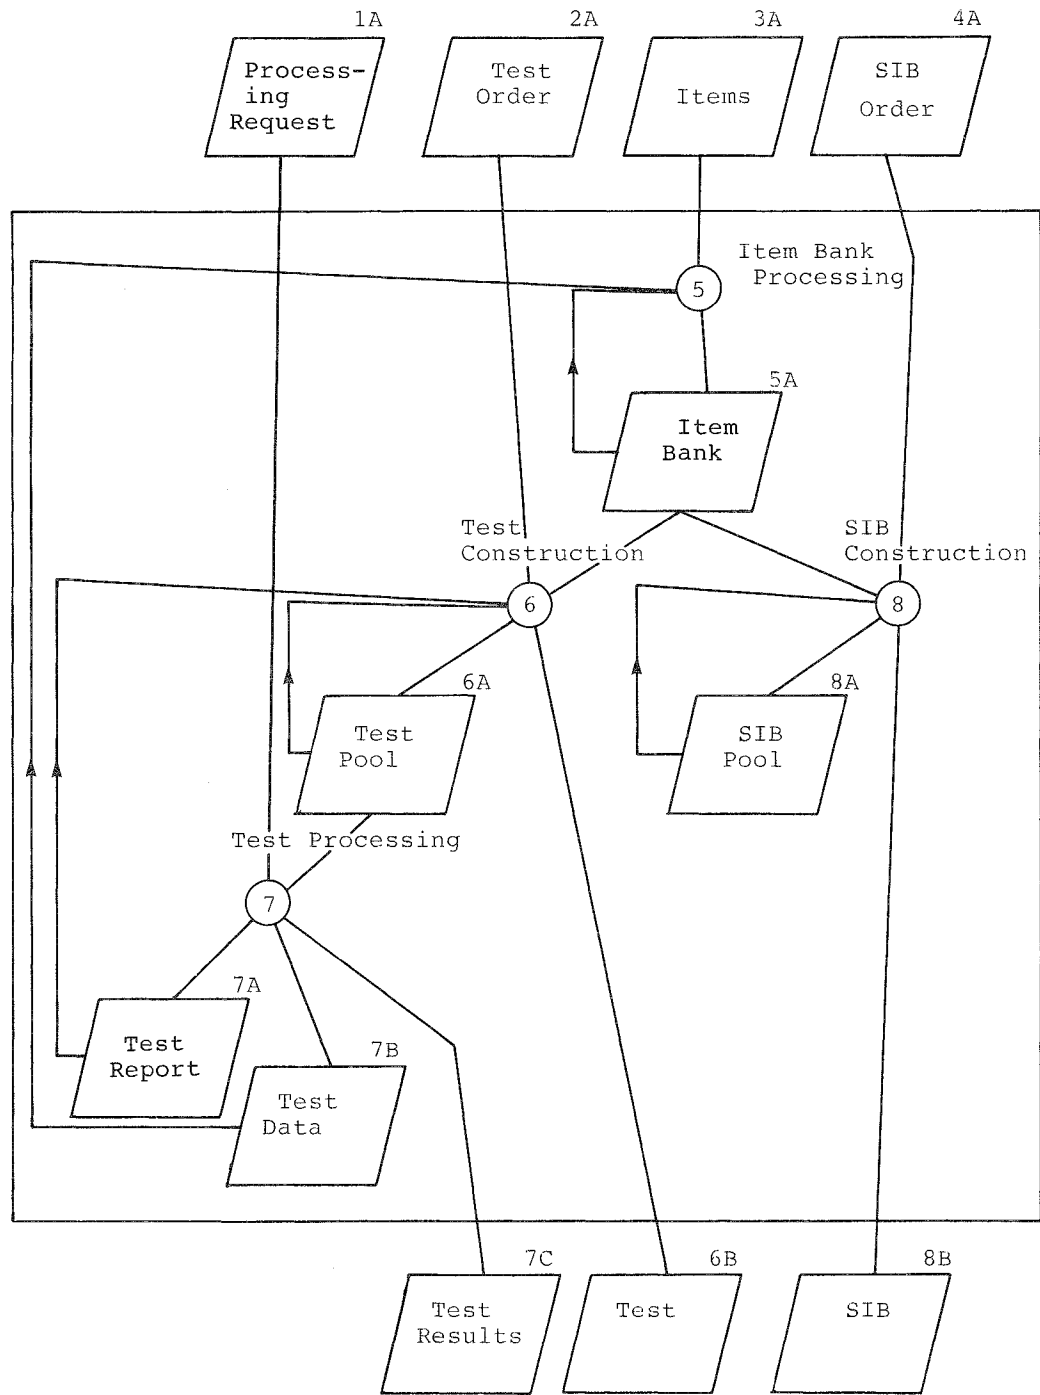 1A
2A
3A
4A
Process-
ing
Request
Test
Order
Items
SIB
Order
Item Bank
Processing
5
5A
Item
Bank
Test
Construction
SIB
Construction
6
8
6A
8A
Test
Pool
SIB
Pool
Test Processing
7
7A
Test
Report
7B
Test
Data
7C
6B
8B
Test
Results
Test
SIB